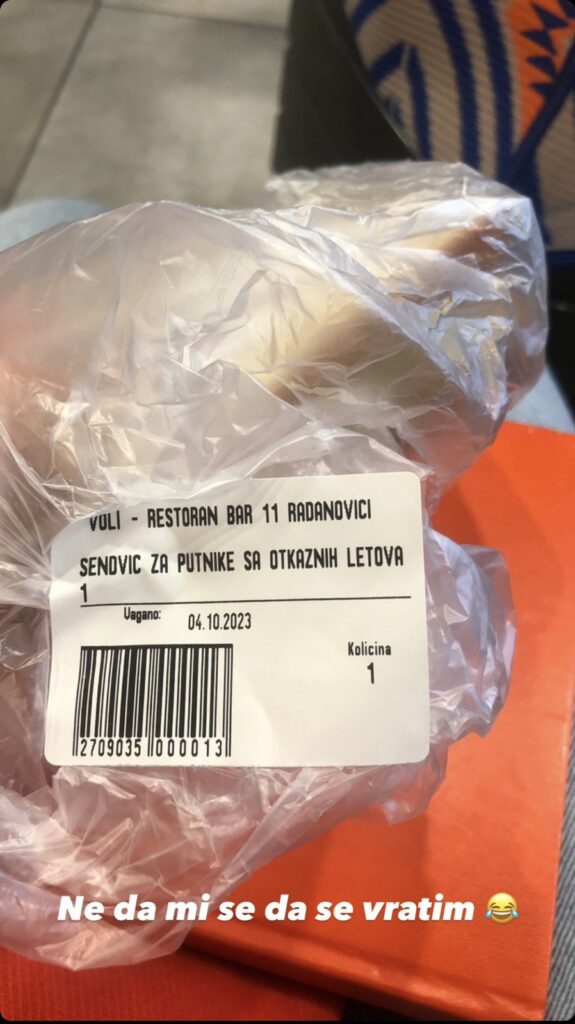 VOLI - RESTORAN BAR 11 RADANOVICI
SENDVIC ZA PUTNIKE SA OTKAZNIH LETOVA
1
Vagano: 04.10.2023
Kolicina
1
2709035 000013
Ne da mi se da se vratim 😂